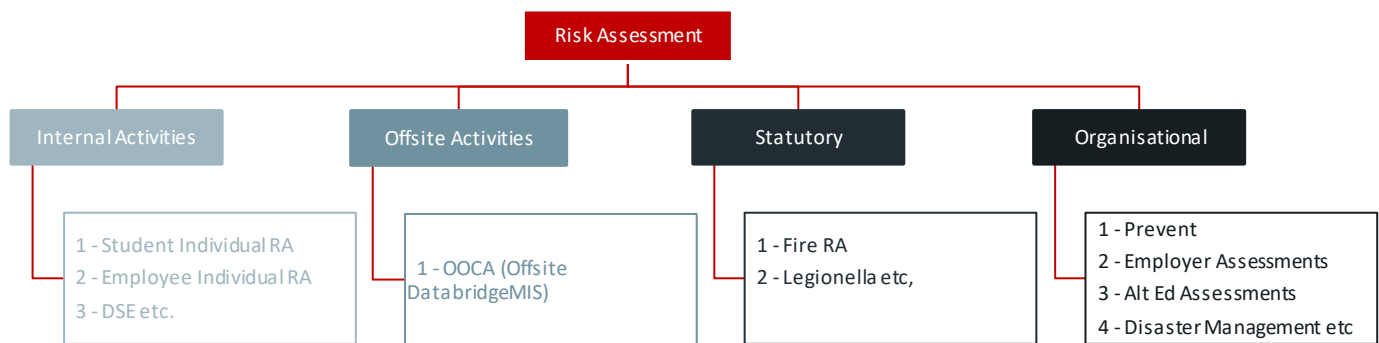 Risk Assessment
Internal Activities
Offsite Activities
Statutory
Organisational
1 - Student Individual RA
2 - Employee Individual RA
3 - DSE etc.
1 - OOCA (Offsite
DatabridgeMIS)
1 - Fire RA
2 - Legionella etc,
1 - Prevent
2 - Employer Assessments
3 - Alt Ed Assessments
4 - Disaster Management etc